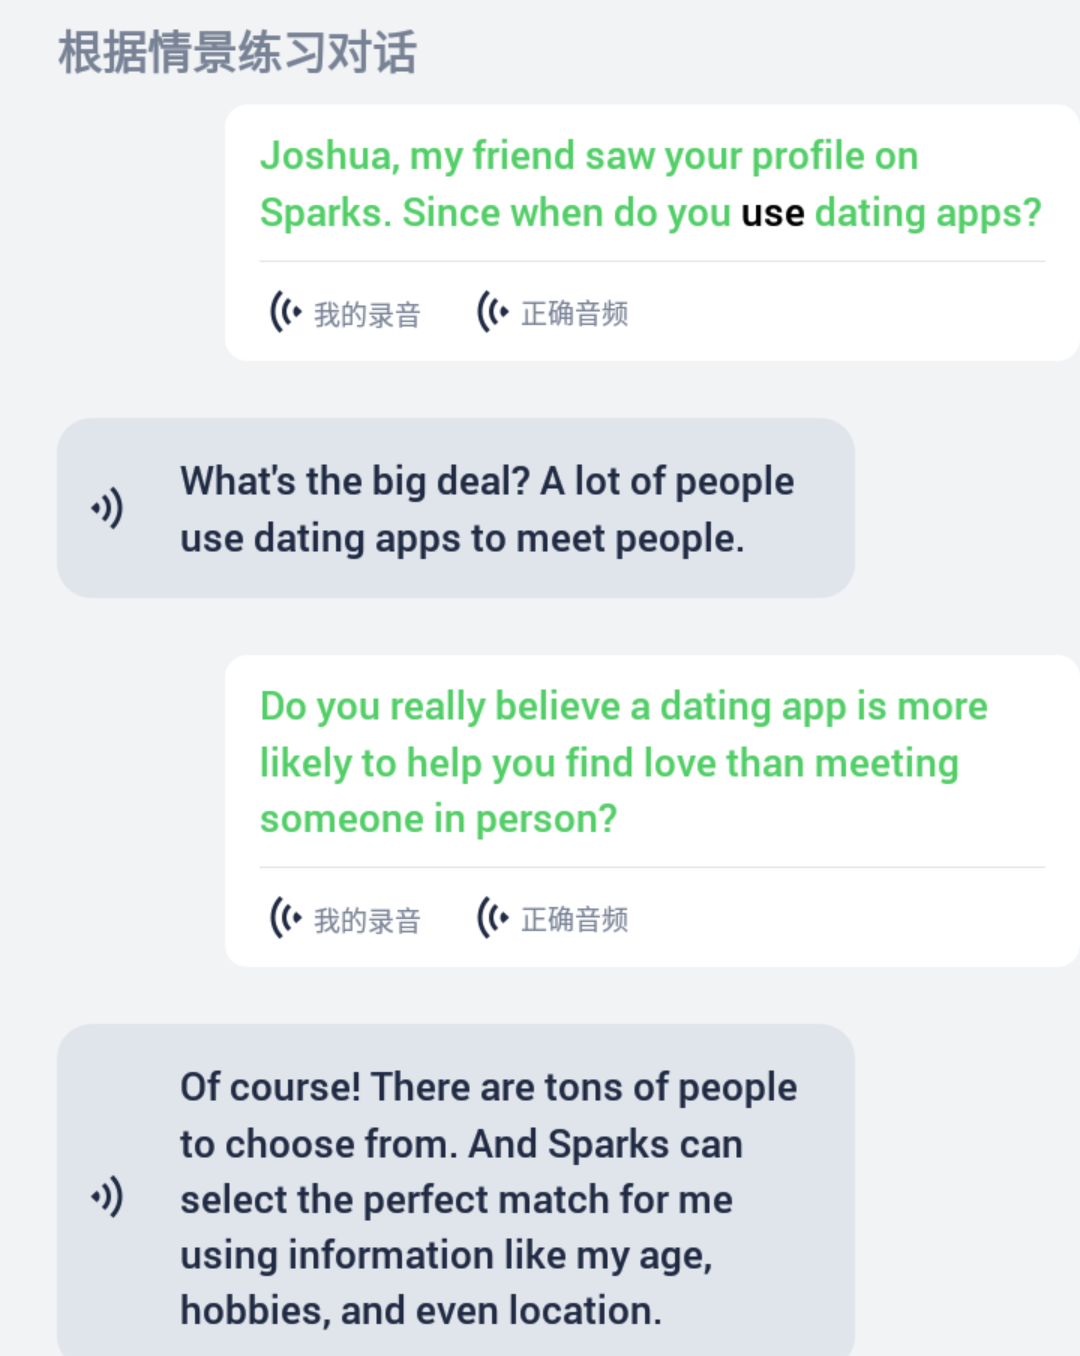 根据情景练习对话
Joshua, my friend saw your profile on
Sparks. Since when do you use dating apps?
我的录音 正确音频
What's the big deal? A lot of people
use dating apps to meet people.
Do you really believe a dating app is more
likely to help you find love than meeting
someone in person?
我的录音 正确音频
Of course! There are tons of people
to choose from. And Sparks can
select the perfect match for me
using information like my age,
hobbies, and even location.